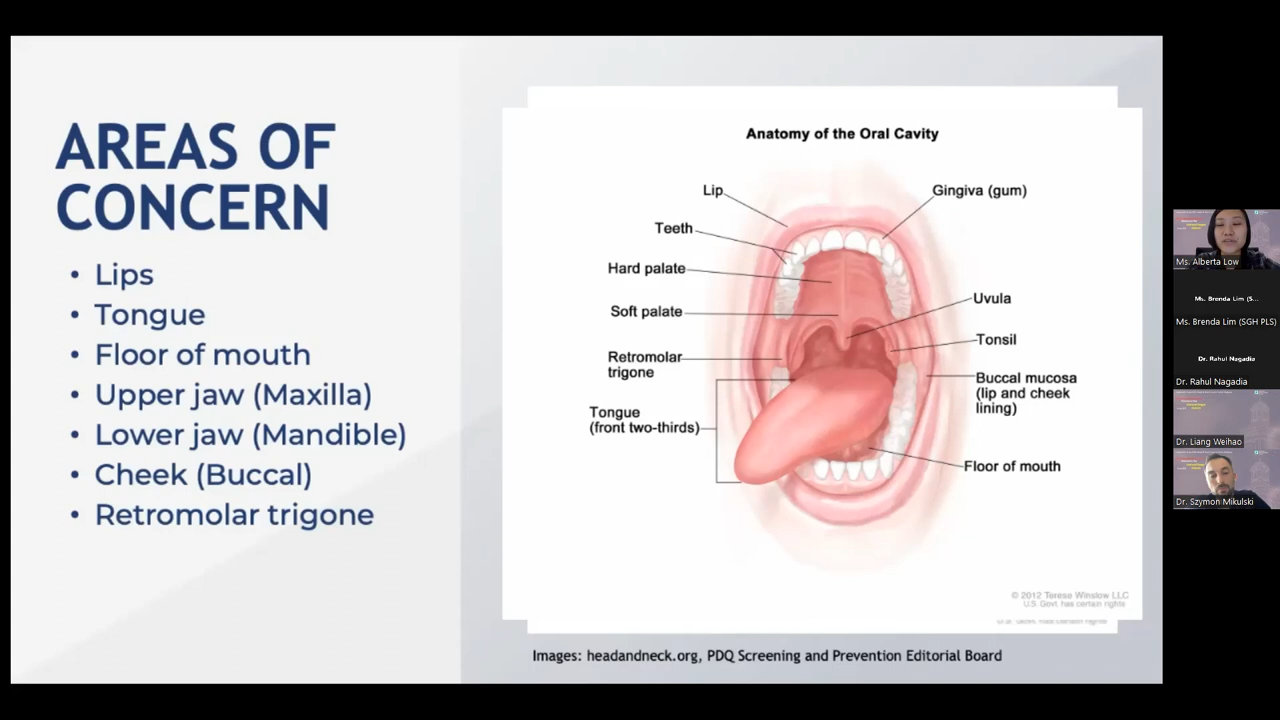 AREAS OF
CONCERN
• Lips
• Tongue
• Floor of mouth
• Upper jaw (Maxilla)
• Lower jaw (Mandible)
• Cheek (Buccal)
• Retromolar trigone
Anatomy of the Oral Cavity
Lip
Teeth
Hard palate
Soft palate
Retromolar
trigone
Tongue
(front two-thirds)
Gingiva (gum)
Uvula
Tonsil
Buccal mucosa
(lip and cheek
lining)
Floor of mouth
© 2012 Terese Winslow LLC
U.S. Govt. has certain rights
Images: headandneck.org, PDQ Screening and Prevention Editorial Board
Ms. Alberta Low
Ms. Brenda Lim (S...
Ms. Brenda Lim (SGH PLS)
Dr. Rahul Nagadia
Dr. Rahul Nagadia
Dr. Liang Weihao
Dr. Szymon Mikulski